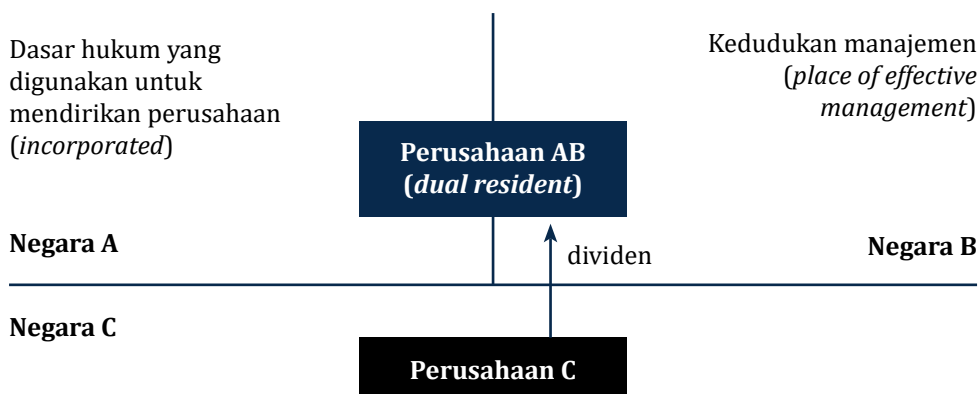 Dasar hukum yang
digunakan untuk
mendirikan perusahaan
(incorporated)
Kedudukan manajemen
(place of effective
management)
Perusahaan AB
(dual resident)
Negara A
dividen
Negara B
Negara C
Perusahaan C